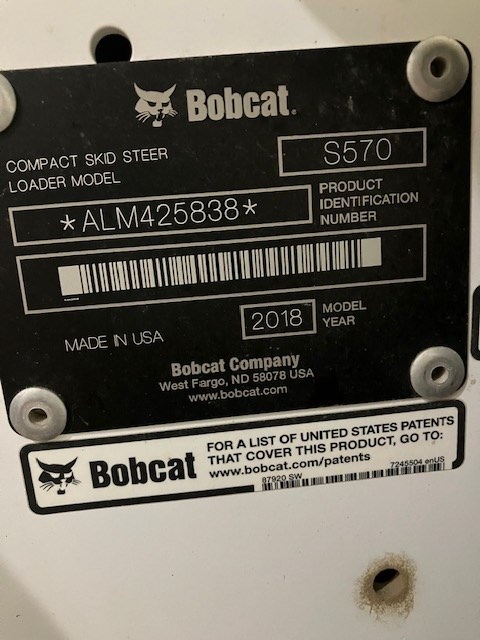 Bobcat.
COMPACT SKID STEER
LOADER MODEL
S570
*ALM425838*
PRODUCT
IDENTIFICATION
NUMBER
MADE IN USA
2018
MODEL
YEAR
Bobcat Company
West Fargo, ND 58078 USA
www.bobcat.com
Bobcat
FOR A LIST OF UNITED STATES PATENTS
THAT COVER THIS PRODUCT, GO TO:
www.bobcat.com/patents
87920 SW
7245504 enUS